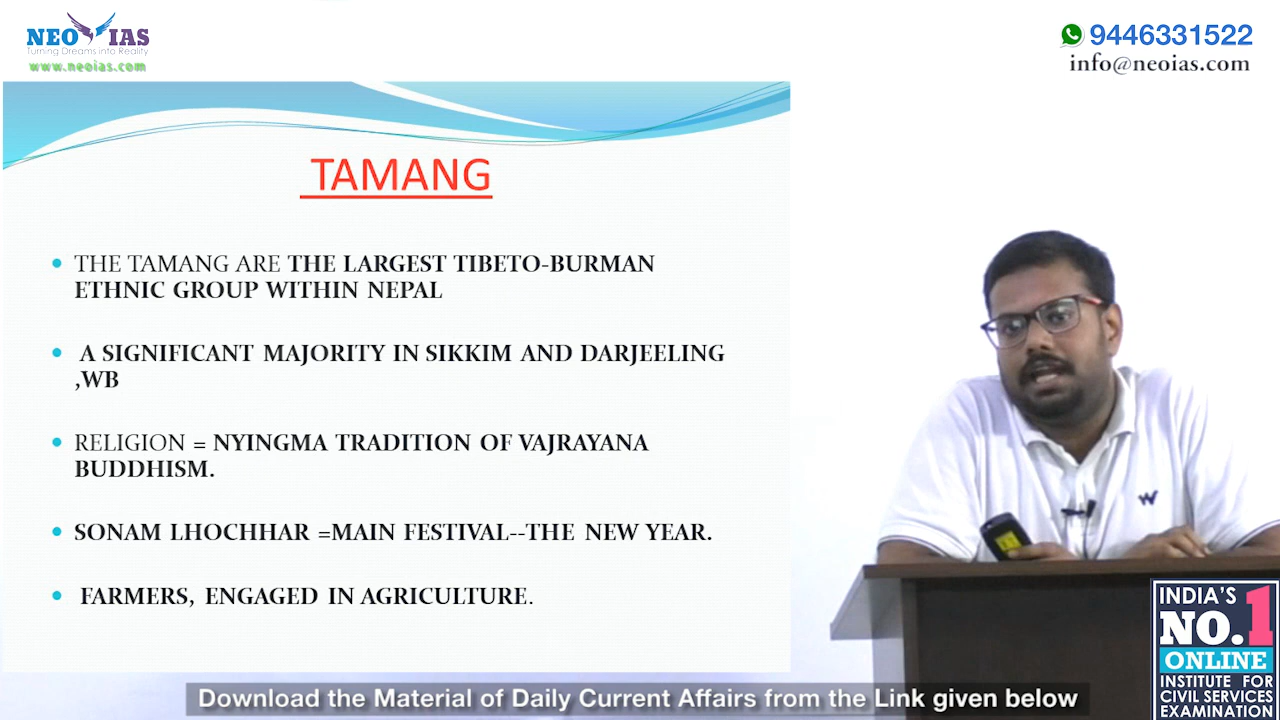 NEO IAS
Turning Dreams into Reality
www.neoias.com
9446331522
info@neoias.com
TAMANG
THE TAMANG ARE THE LARGEST TIBETO-BURMAN
ETHNIC GROUP WITHIN NEPAL
A SIGNIFICANT MAJORITY IN SIKKIM AND DARJEELING
,WB
RELIGION = NYINGMA TRADITION OF VAJRAYANA
BUDDHISM.
SONAM LHOCHHAR =MAIN FESTIVAL--THE NEW YEAR.
FARMERS, ENGAGED IN AGRICULTURE.
INDIA'S
NO.1
ONLINE
INSTITUTE FOR
CIVIL SERVICES
EXAMINATION
Download the Material of Daily Current Affairs from the Link given below